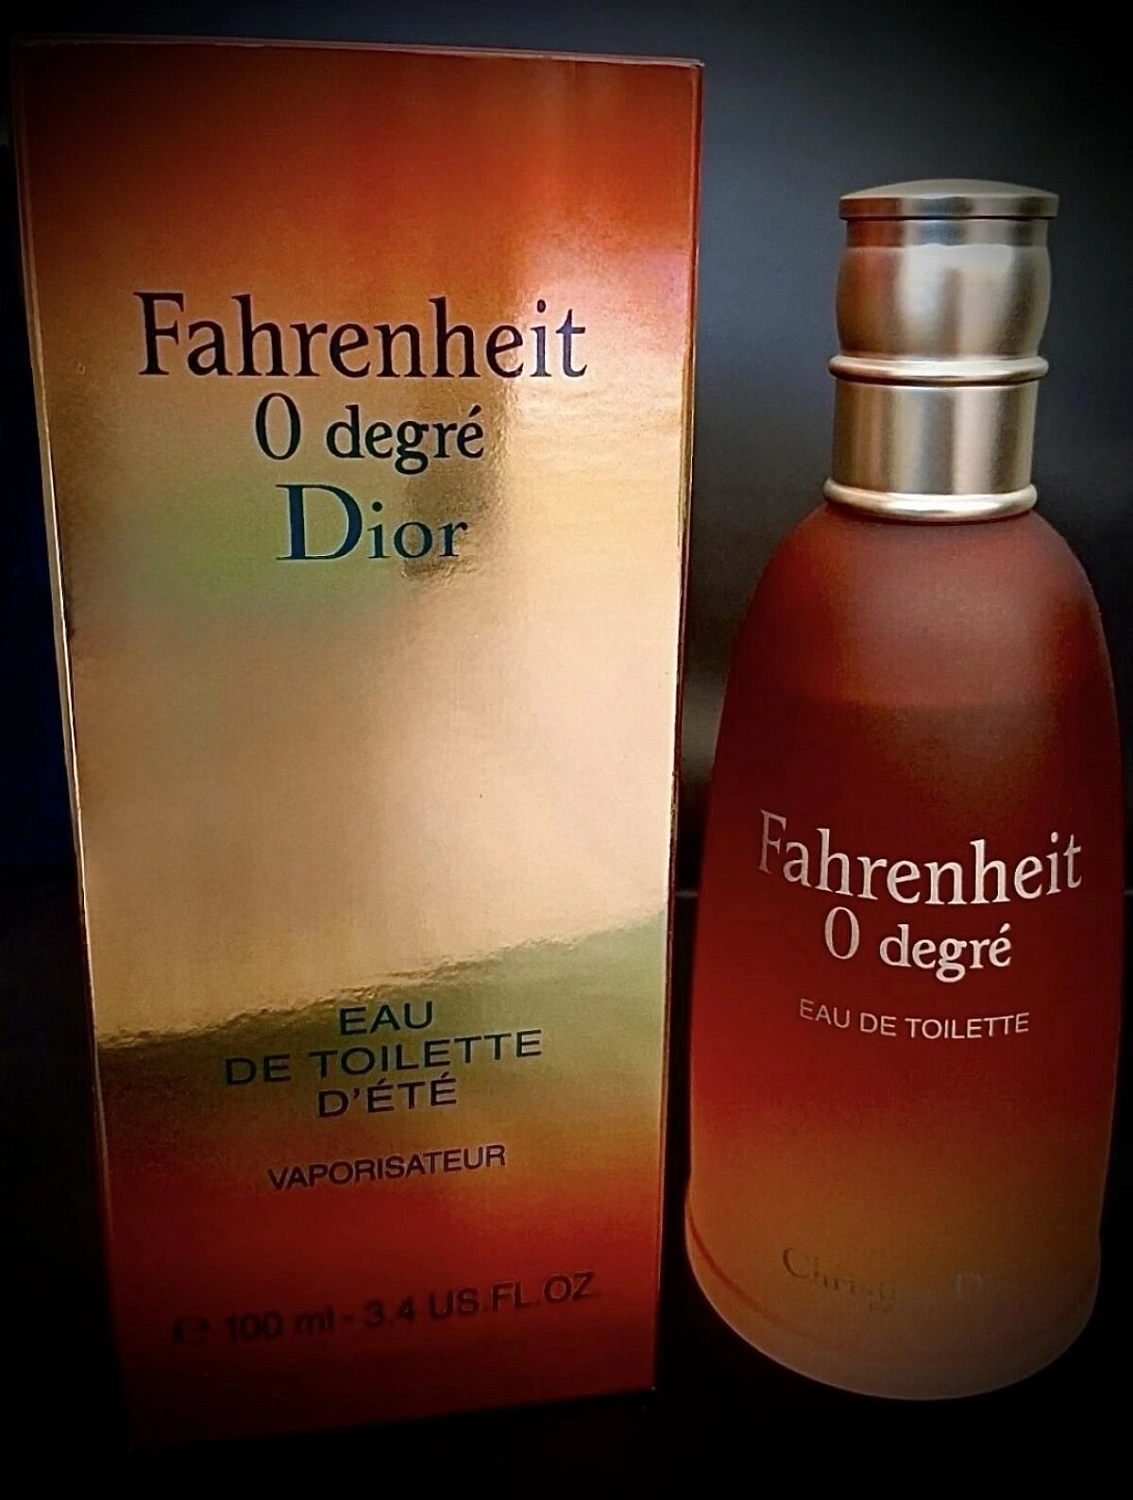 Fahrenheit
0 degré
Dior
EAU
DE TOILETTE
D'ÉTÉ
VAPORISATEUR
e 100 ml - 3.4 US.FL.OZ.
Fahrenheit
0 degré
EAU DE TOILETTE